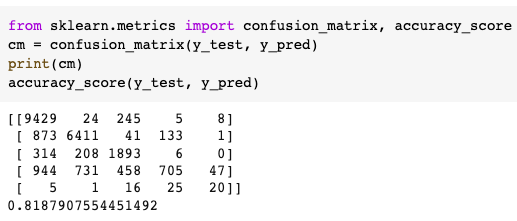 from sklearn.metrics import confusion_matrix, accuracy_score
cm = confusion_matrix(y_test, y_pred)
print(cm)
accuracy_score(y_test, y_pred)
[[9429   24  245    5    8]
 [ 873 6411   41  133    1]
 [ 314  208 1893    6    0]
 [ 944  731  458  705   47]
 [   5    1   16   25   20]]
0.8187907554451492